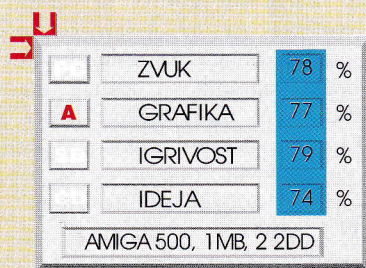 ZVUK 78 %
A GRAFIKA 77 %
IGRIVOST 79 %
IDEJA 74 %
AMIGA 500, 1MB, 2 2DD